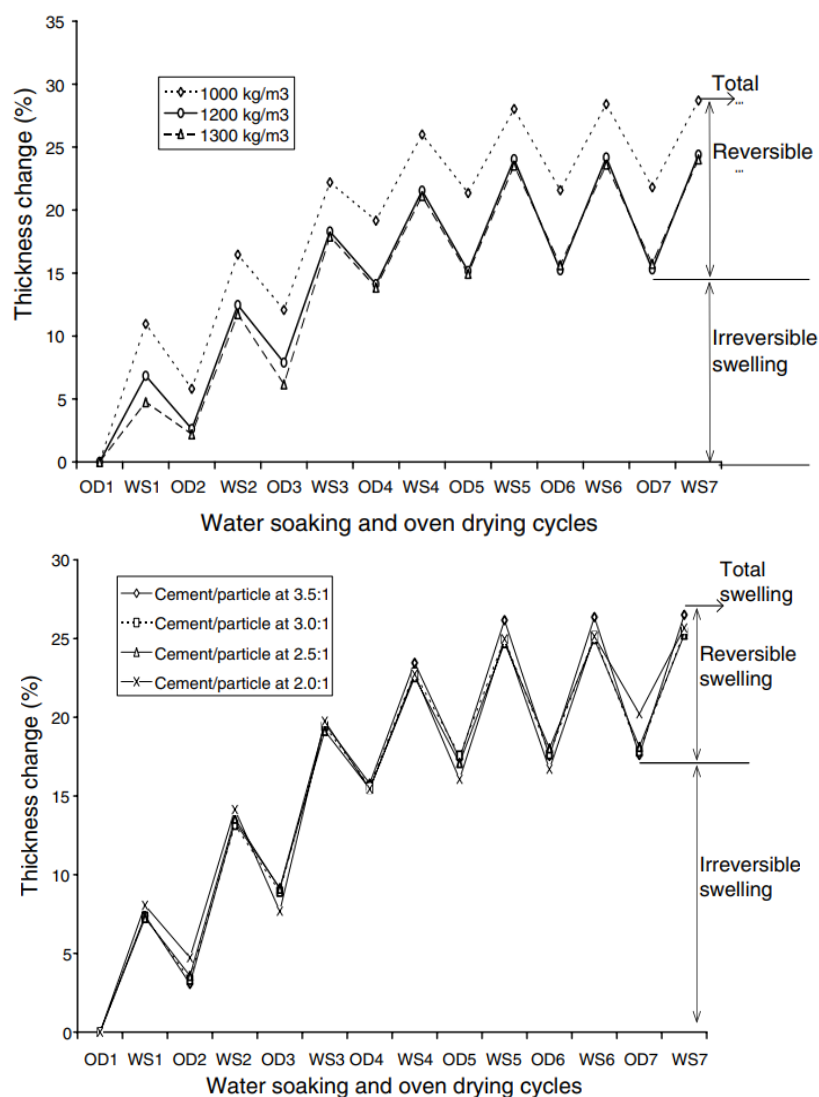 35
30
25
20
15
10
5
0
Thickness change (%)
1000 kg/m3
1200 kg/m3
1300 kg/m3
Total
Reversible
Irreversible
swelling
OD1 WS1 OD2 WS2 OD3 WS3 OD4 WS4 OD5 WS5 OD6 WS6 OD7 WS7
Water soaking and oven drying cycles
30
25
20
15
10
5
0
Thickness change (%)
Cement/particle at 3.5:1
Cement/particle at 3.0:1
Cement/particle at 2.5:1
Cement/particle at 2.0:1
Total
swelling
Reversible
swelling
Irreversible
swelling
OD1 WS1 OD2 WS2 OD3 WS3 OD4 WS4 OD5 WS5 OD6 WS6 OD7 WS7
Water soaking and oven drying cycles